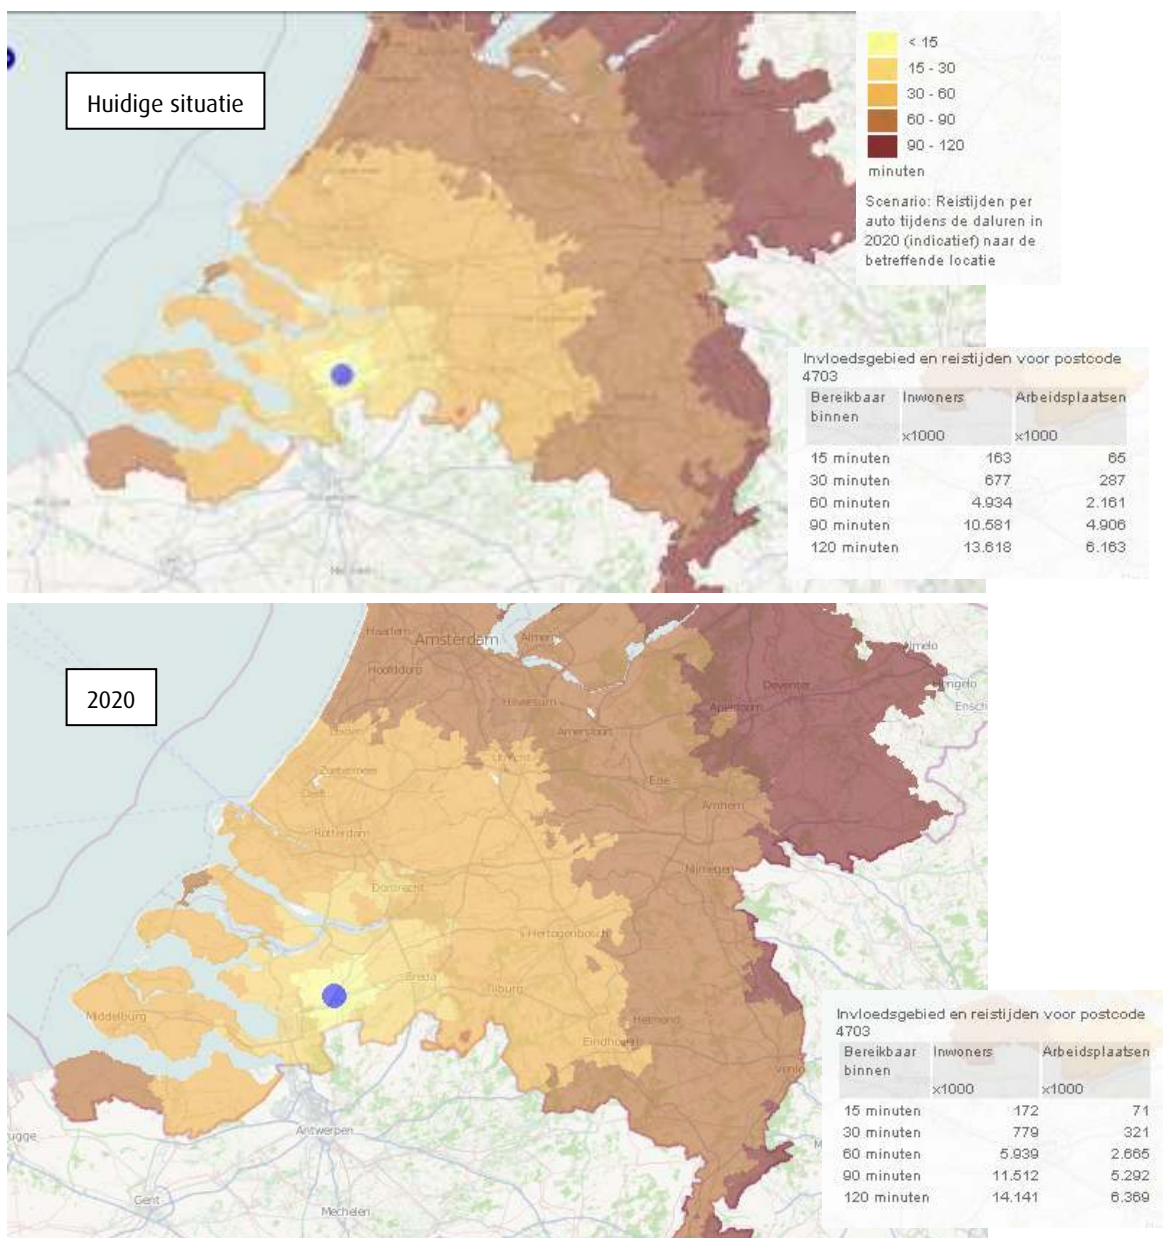 Huidige situatie
< 15
15 - 30
30 - 60
60 - 90
90 - 120
minuten
Scenario: Reistijden per
auto tijdens de daluren in
2020 (indicatief) naar de
betreffende locatie
Invloedsgebied en reistijden voor postcode
4703
Bereikbaar Inwoners Arbeidsplaatsen
binnen
x1000 x1000
15 minuten 163 65
30 minuten 677 287
60 minuten 4.934 2.161
90 minuten 10.581 4.906
120 minuten 13.618 6.163
2020
Haarlem
Amsterdam
Almere
Hoofddorp
Hilversum
Amersfoort
Deventer
Apeldoorn
Almelo
Hengelo
Ensch
Leiden
Zoetermeer
Delft
Utrecht
Ede
Arnhem
Rotterdam
Nijmegen
Dordrecht
's Hertogenbosch
Breda
Tilburg
Middelburg
Helmond
Eindhoven
Venlo
Antwerpen
ugge
Gent
Mechelen
Invloedsgebied en reistijden voor postcode
4703
Bereikbaar Inwoners Arbeidsplaatsen
binnen
x1000 x1000
15 minuten 172 71
30 minuten 779 321
60 minuten 5.939 2.665
90 minuten 11.512 5.292
120 minuten 14.141 6.369